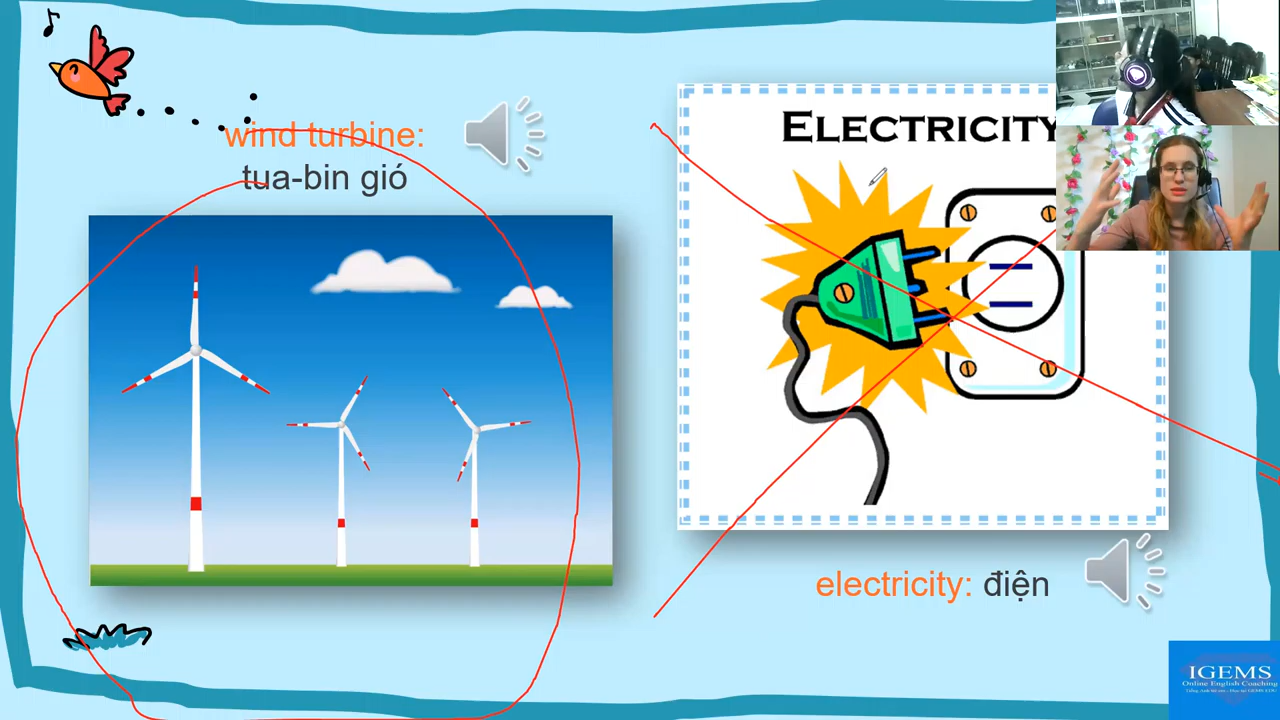 wind turbine:
tua-bin gió
ELECTRICITY
electricity: điện
IGEMS
Online English Coaching